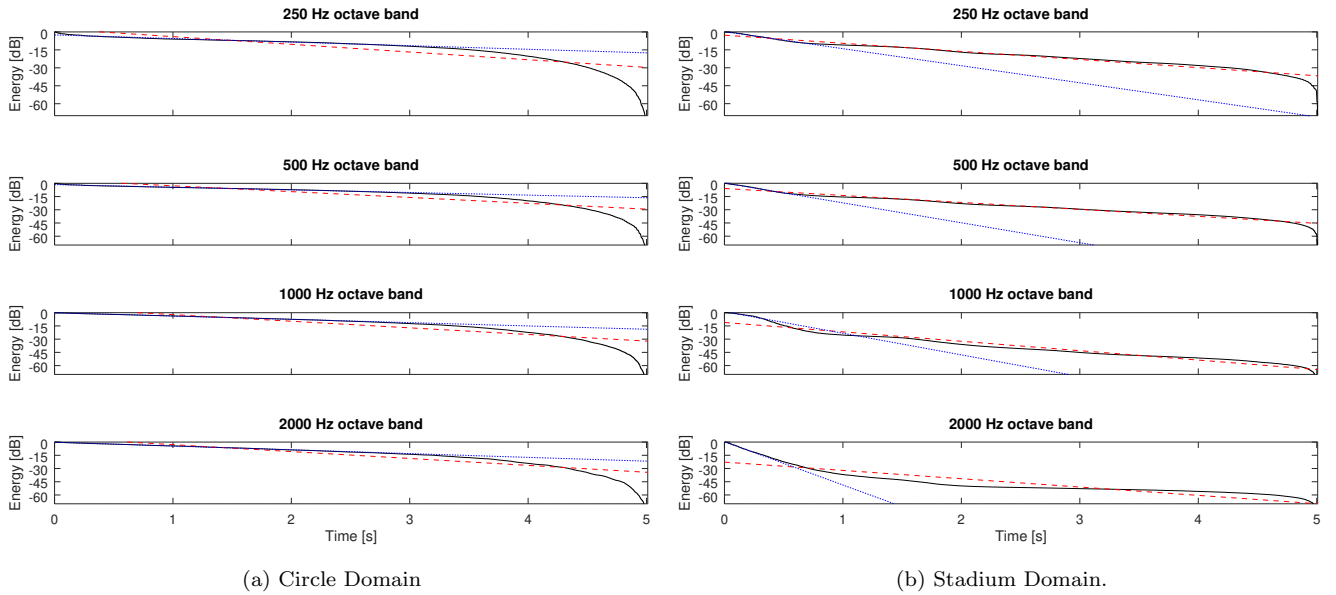 250 Hz octave band
Energy [dB]
0
-15
-30
-45
-60
500 Hz octave band
Energy [dB]
0
-15
-30
-45
-60
1000 Hz octave band
Energy [dB]
0
-15
-30
-45
-60
2000 Hz octave band
Energy [dB]
0
-15
-30
-45
-60
0 1 2 3 4 5
Time [s]
(a) Circle Domain
250 Hz octave band
Energy [dB]
0
-15
-30
-45
-60
500 Hz octave band
Energy [dB]
0
-15
-30
-45
-60
1000 Hz octave band
Energy [dB]
0
-15
-30
-45
-60
2000 Hz octave band
Energy [dB]
0
-15
-30
-45
-60
0 1 2 3 4 5
Time [s]
(b) Stadium Domain.